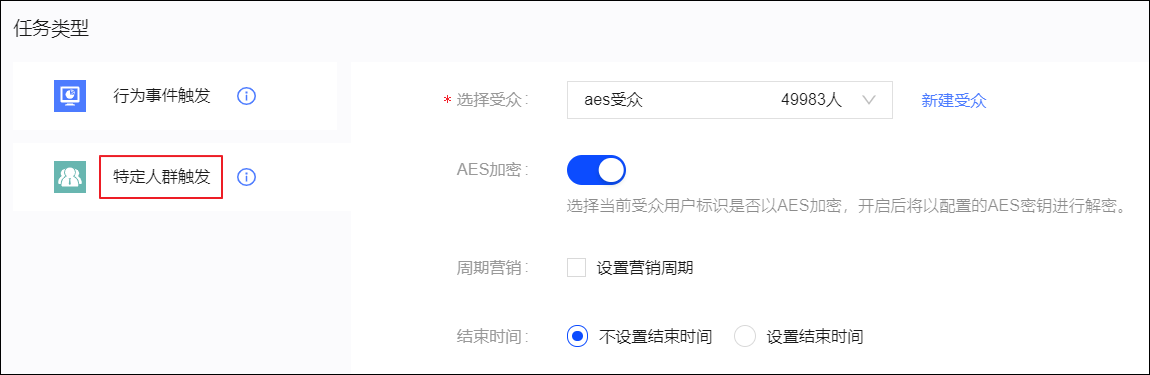 任务类型
行为事件触发
特定人群触发
* 选择受众: aes受众 49983人 新建受众
AES加密:
选择当前受众用户标识是否以AES加密，开启后将以配置的AES密钥进行解密。
周期营销: 设置营销周期
结束时间: 不设置结束时间 设置结束时间